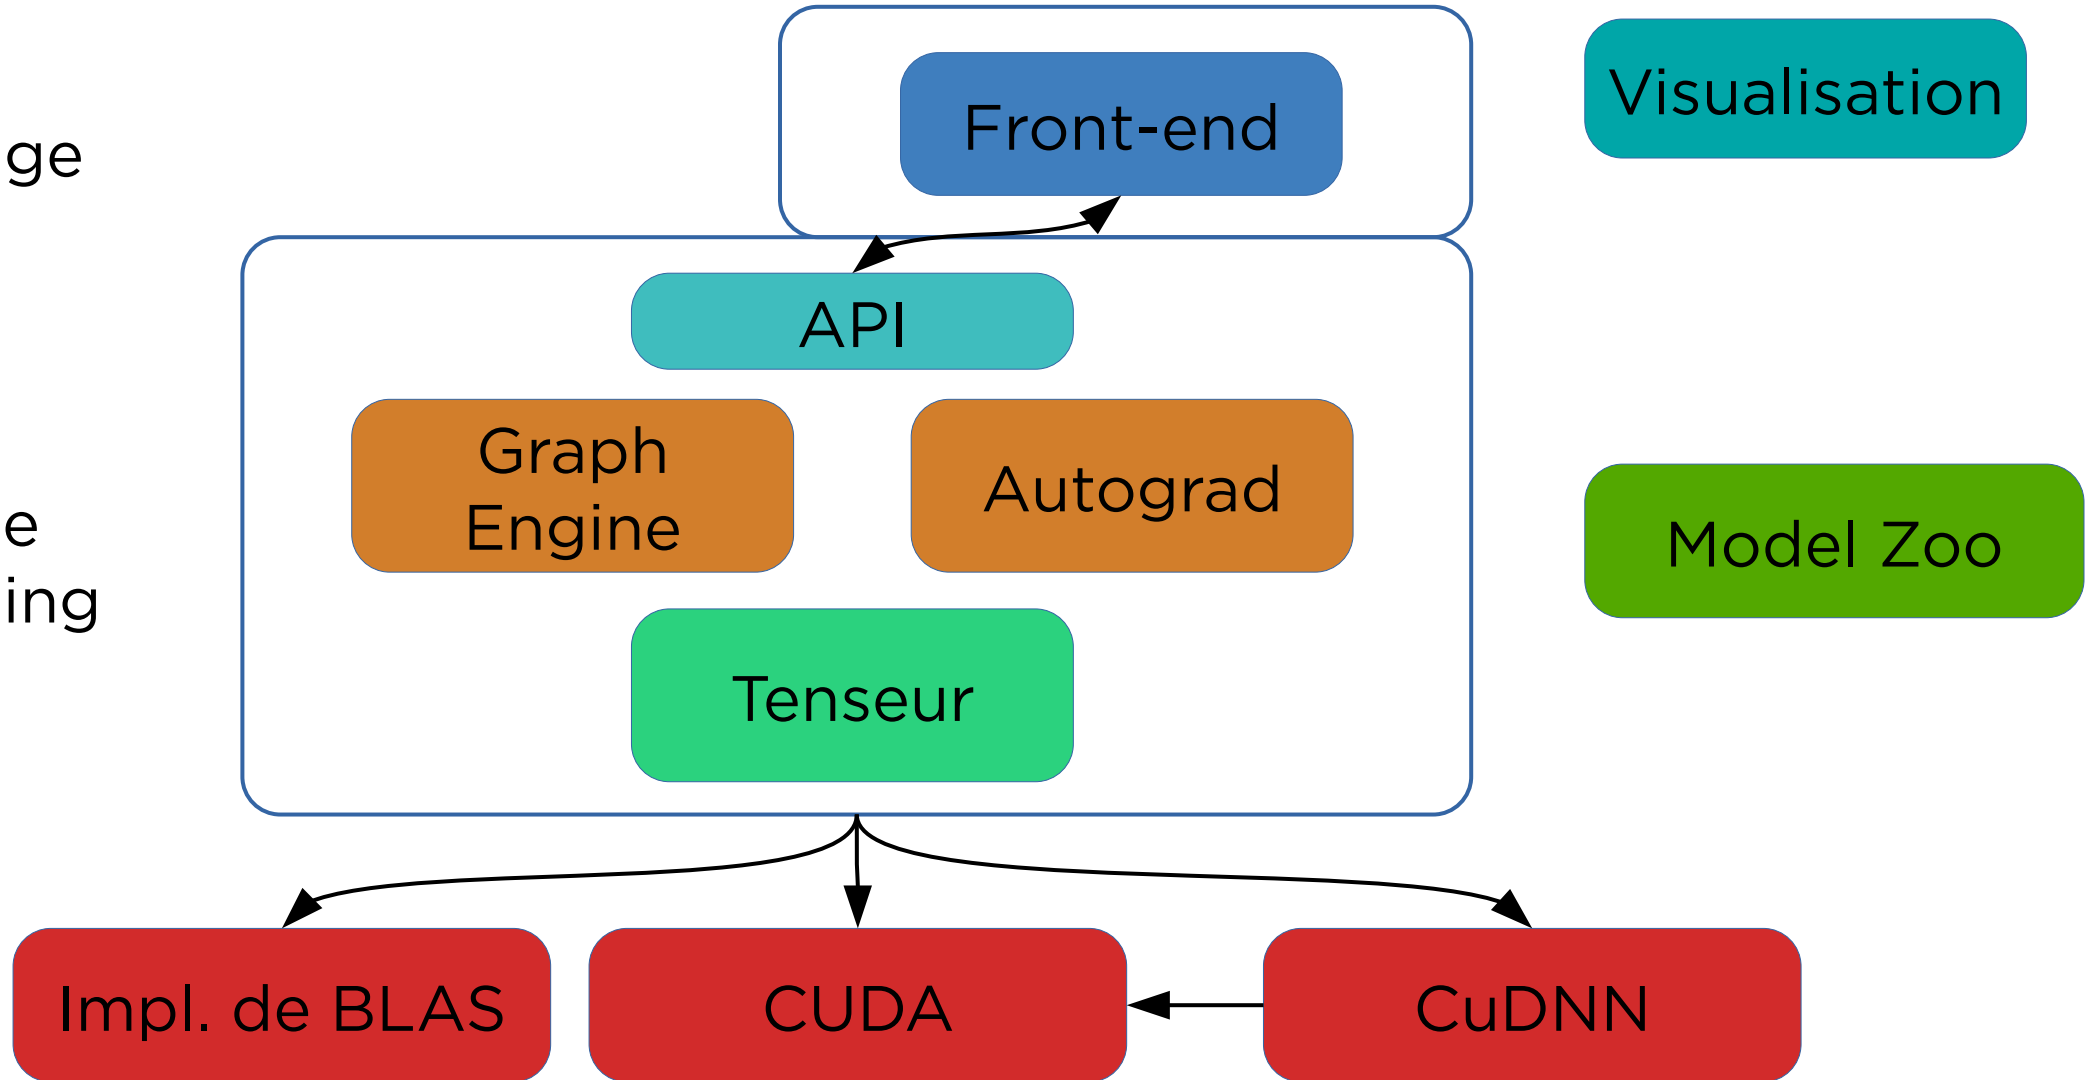 Front-end
Visualisation
ge
API
Graph
Engine
Autograd
e
ing
Model Zoo
Tenseur
Impl. de BLAS
CUDA
CuDNN